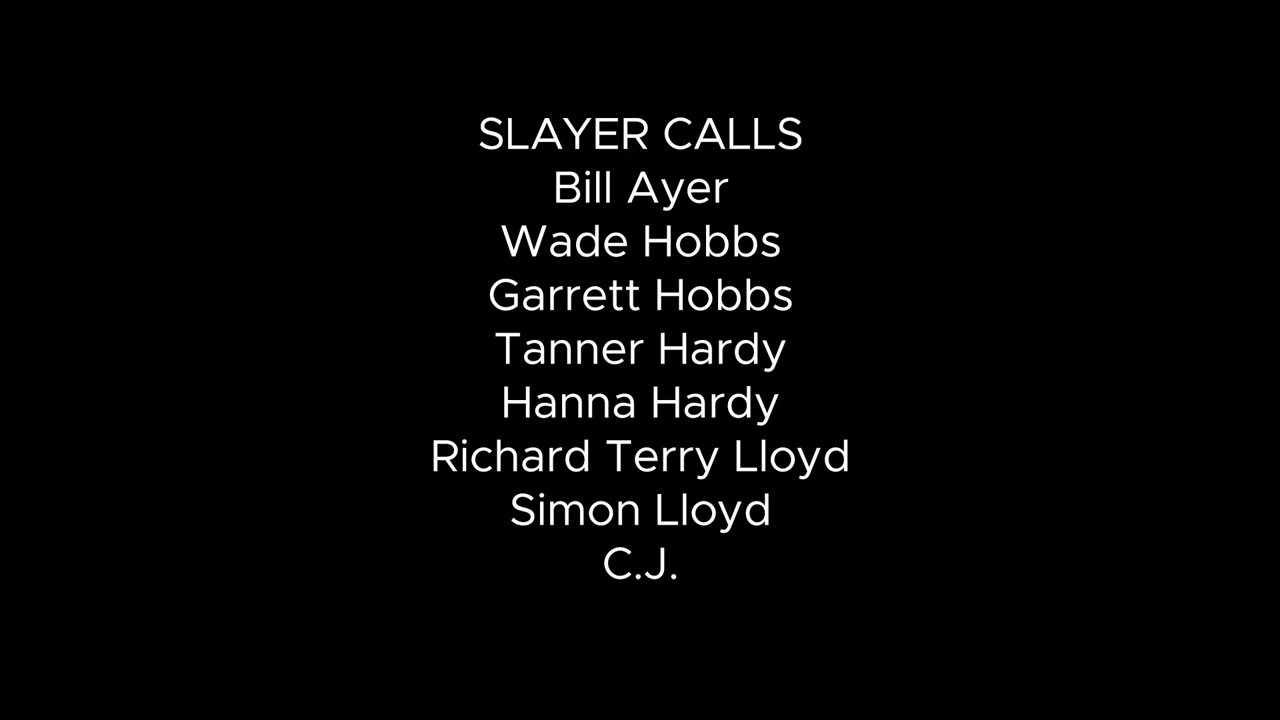 SLAYER CALLS
Bill Ayer
Wade Hobbs
Garrett Hobbs
Tanner Hardy
Hanna Hardy
Richard Terry Lloyd
Simon Lloyd
C.J.